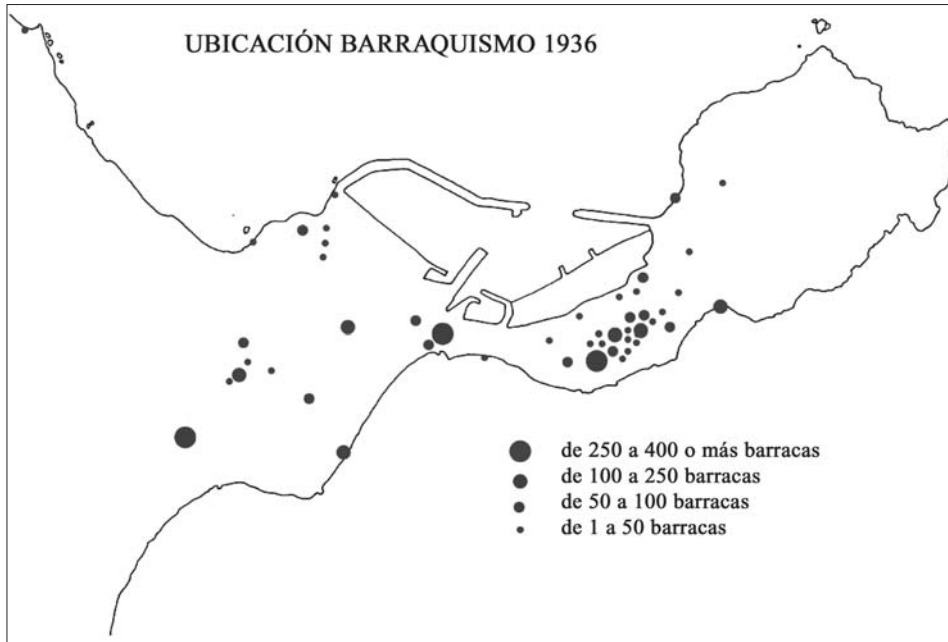 UBICACIÓN BARRAQUISMO 1936
de 250 a 400 o más barracas
de 100 a 250 barracas
de 50 a 100 barracas
de 1 a 50 barracas